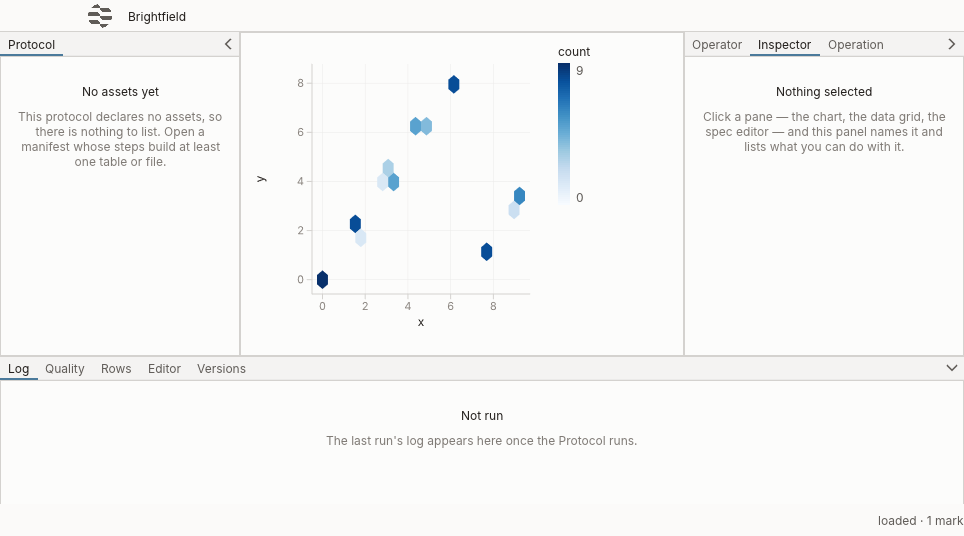 Brightfield
Protocol
No assets yet
This protocol declares no assets, so
there is nothing to list. Open a
manifest whose steps build at least
one table or file.
count
9
0
y
8
6
4
2
0
0 2 4 6 8
x
Operator Inspector Operation
Nothing selected
Click a pane — the chart, the data grid, the
spec editor — and this panel names it and
lists what you can do with it.
Log Quality Rows Editor Versions
Not run
The last run's log appears here once the Protocol runs.
loaded · 1 mark